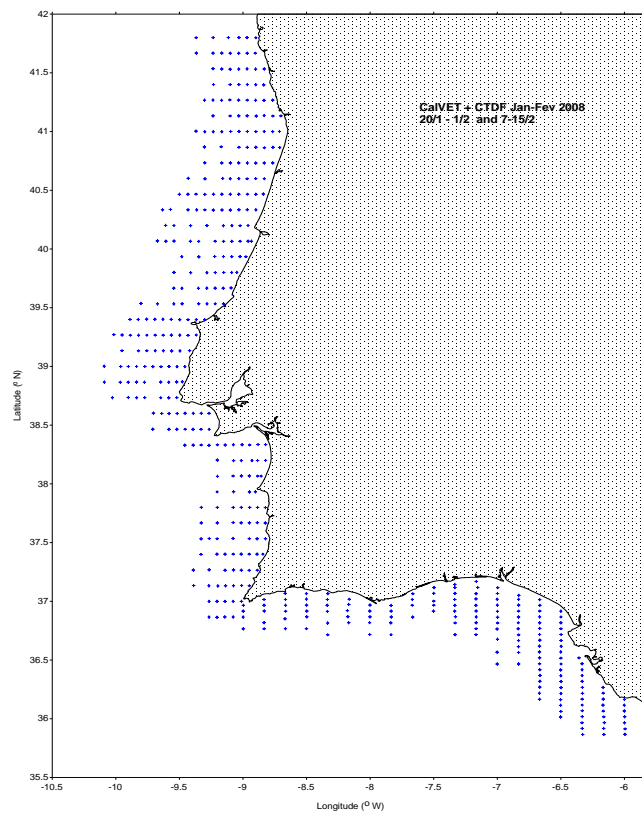 42
41.5
41
40.5
40
39.5
39
38.5
38
37.5
37
36.5
36
35.5
-10.5 -10 -9.5 -9 -8.5 -8 -7.5 -7 -6.5 -6
Latitude (º N)
Longitude (º W)
CalVET + CTDF Jan-Fev 2008
20/1 - 1/2 and 7-15/2